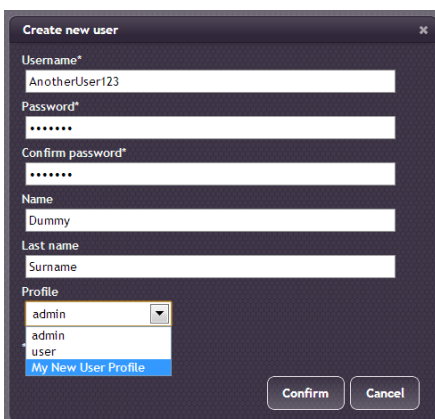 Create new user
Username*
AnotherUser123
Password*
•••••••
Confirm password*
•••••••
Name
Dummy
Last name
Surname
Profile
admin
admin
user
My New User Profile
*
Confirm Cancel